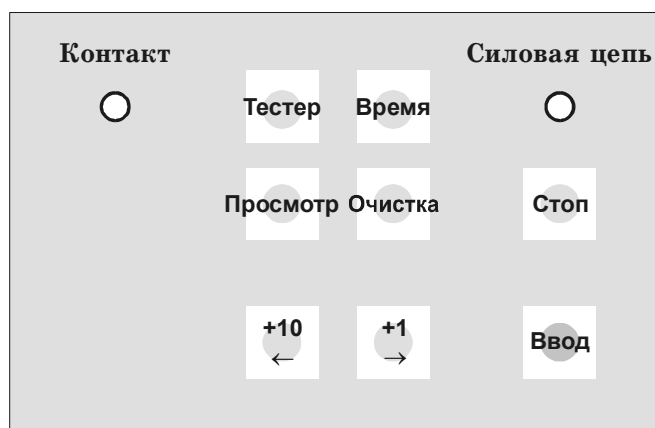 Контакт
Силовая цепь
Тестер
Время
Просмотр
Очистка
Стоп
+10
←
+1
→
Ввод